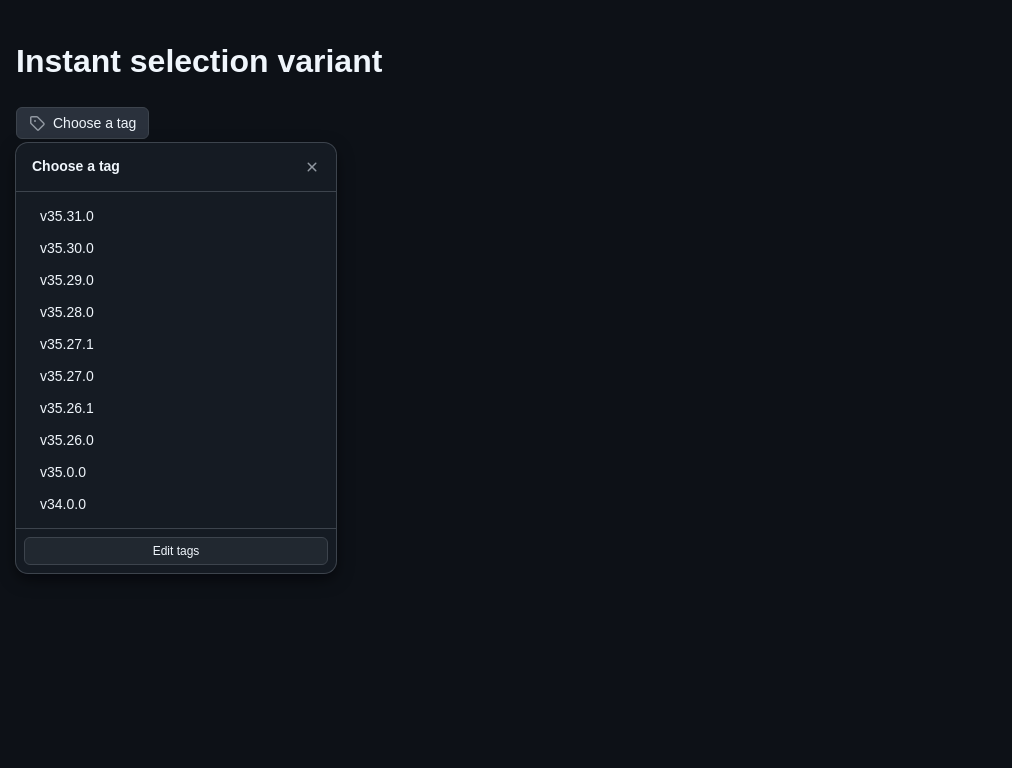 Instant selection variant
Choose a tag
Choose a tag
v35.31.0
v35.30.0
v35.29.0
v35.28.0
v35.27.1
v35.27.0
v35.26.1
v35.26.0
v35.0.0
v34.0.0
Edit tags